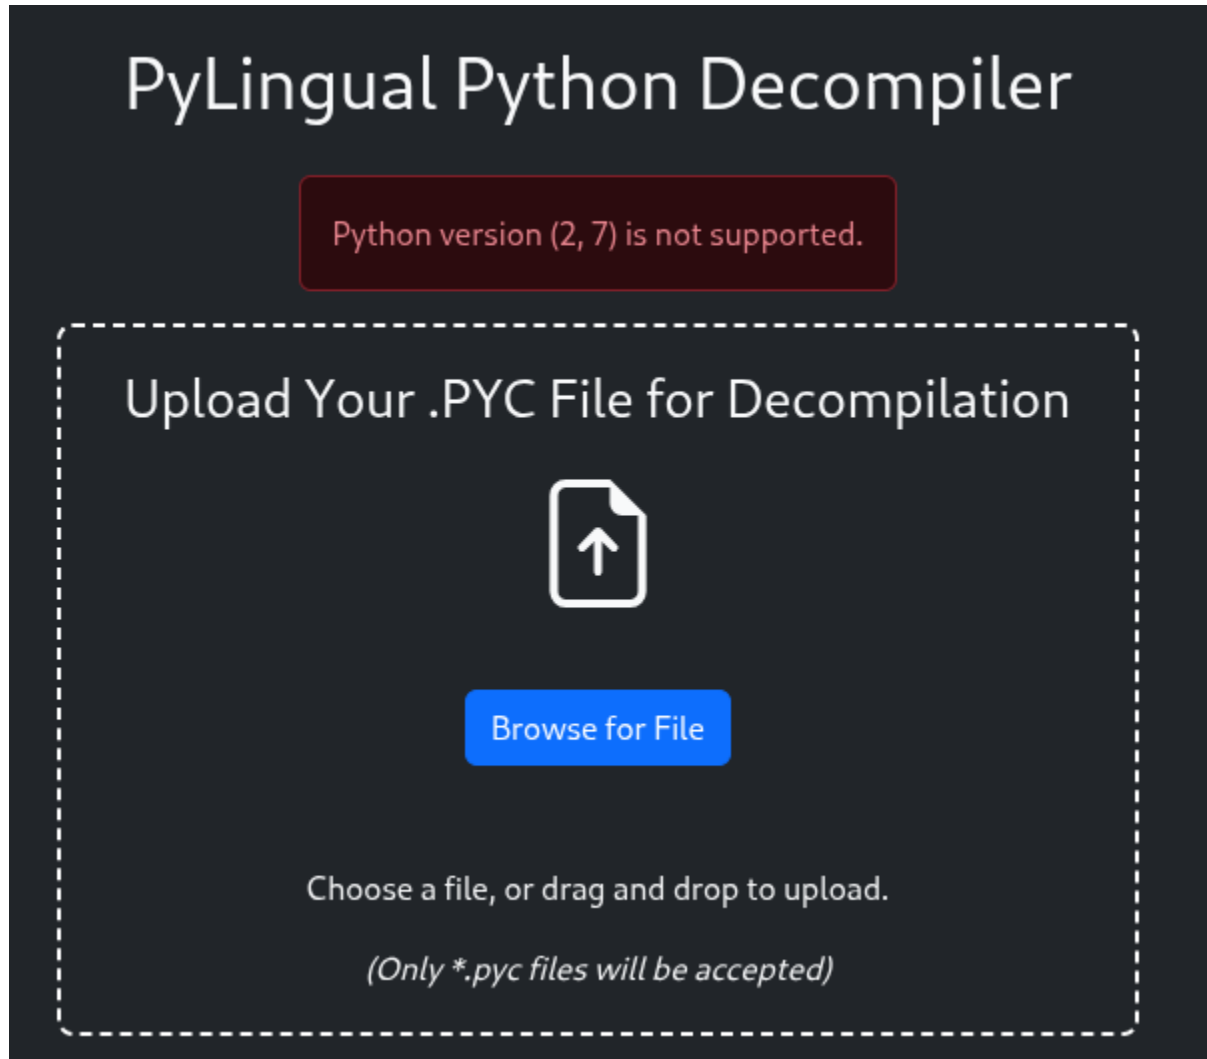 PyLingual Python Decompiler
Python version (2, 7) is not supported.
Upload Your .PYC File for Decompilation
Browse for File
Choose a file, or drag and drop to upload.
(Only *.pyc files will be accepted)